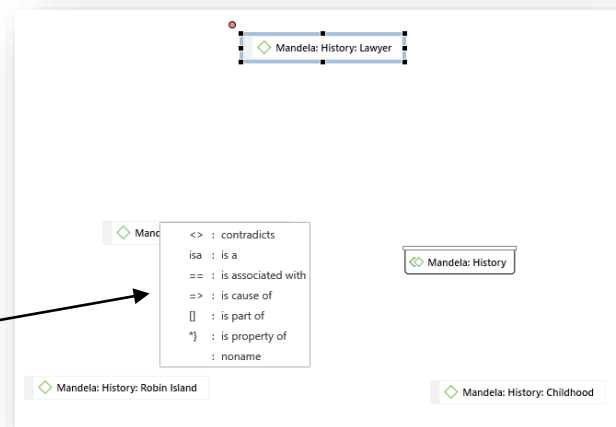 Mandela: History: Lawyer
Mand
<> : contradicts
isa : is a
== : is associated with
=> : is cause of
[] : is part of
*} : is property of
: noname
Mandela: History
Mandela: History: Robin Island
Mandela: History: Childhood